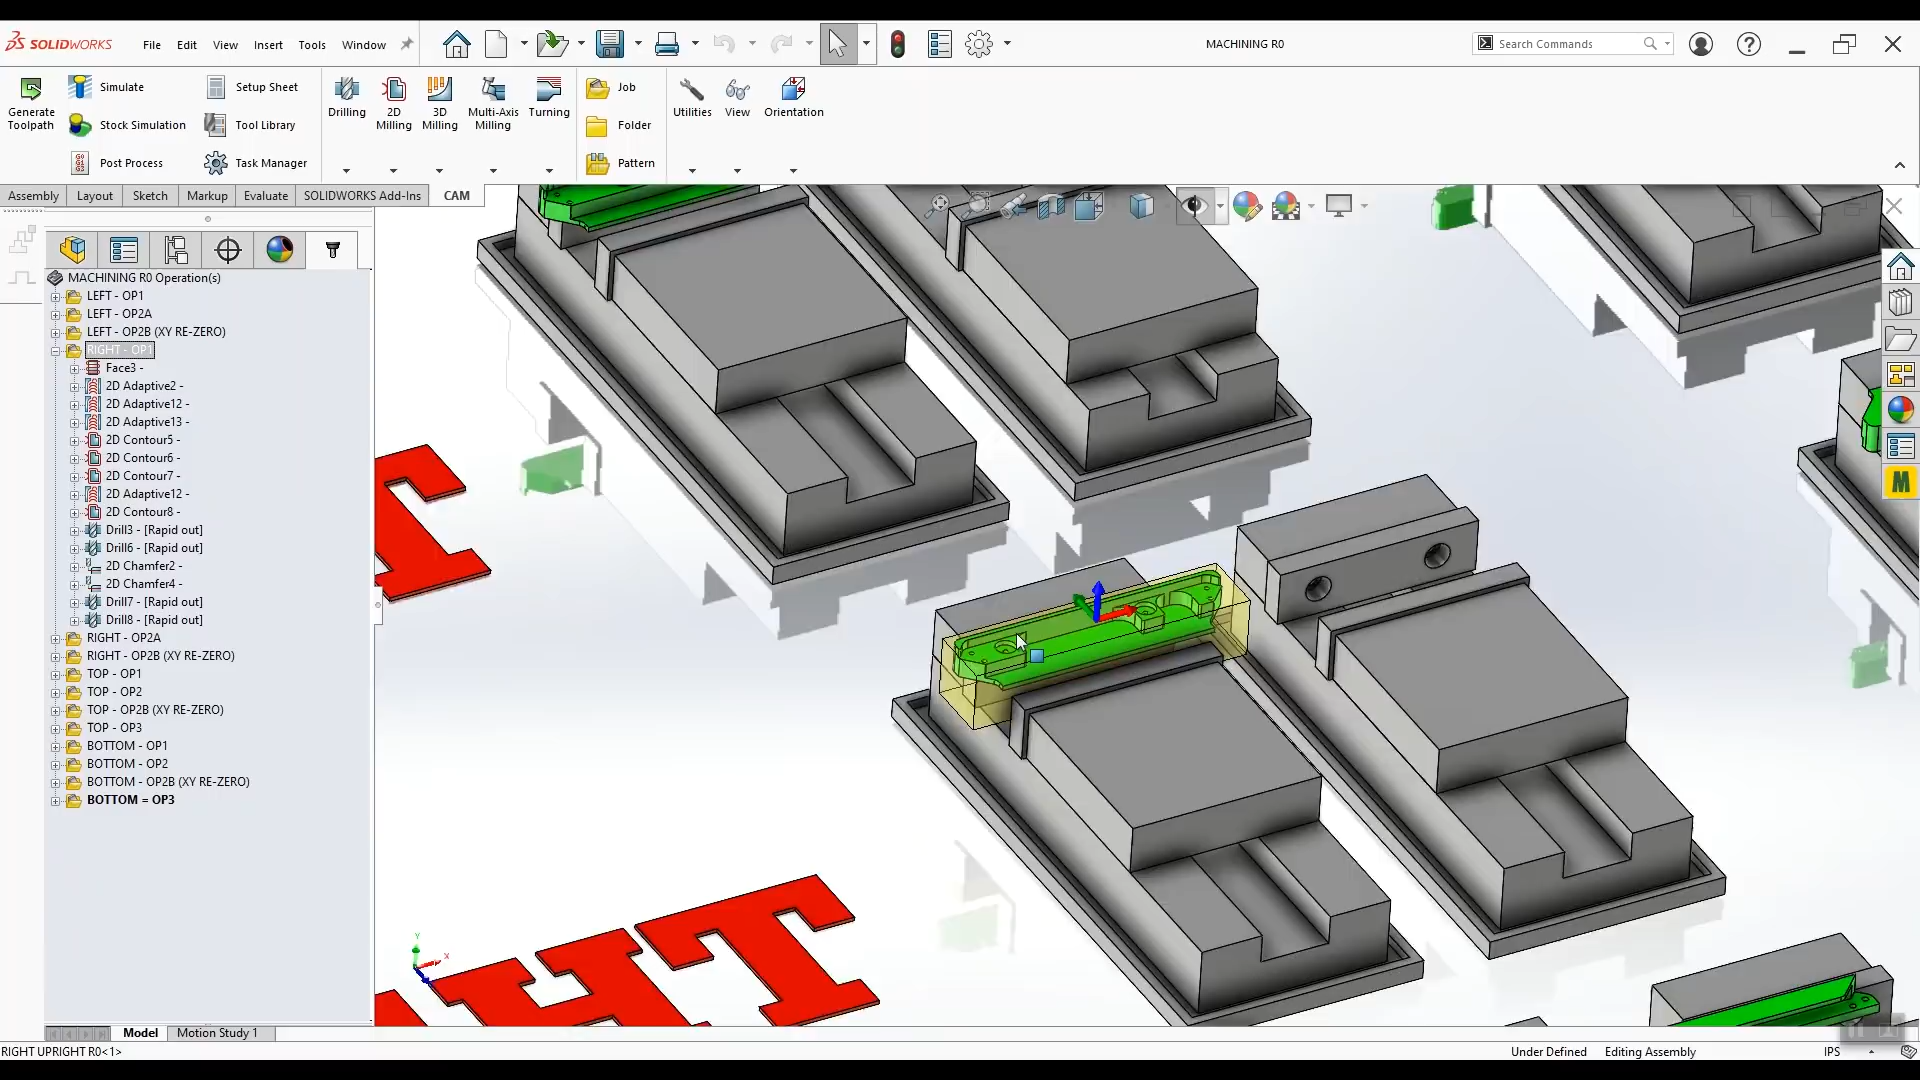 SOLIDWORKS
File Edit View Insert Tools Window
MACHINING R0
Search Commands
Generate Toolpath
Simulate
Stock Simulation
Post Process
Setup Sheet
Tool Library
Task Manager
Drilling
2D Milling
3D Milling
Multi-Axis Milling
Turning
Job
Folder
Pattern
Utilities
View
Orientation
Assembly Layout Sketch Markup Evaluate SOLIDWORKS Add-Ins CAM
MACHINING R0 Operation(s)
LEFT - OP1
LEFT - OP2A
LEFT - OP2B (XY RE-ZERO)
RIGHT - OP1
Face3 -
2D Adaptive2 -
2D Adaptive12 -
2D Adaptive13 -
2D Contour5 -
2D Contour6 -
2D Contour7 -
2D Adaptive12 -
2D Contour8 -
Drill3 - [Rapid out]
Drill6 - [Rapid out]
2D Chamfer2 -
2D Chamfer4 -
Drill7 - [Rapid out]
Drill8 - [Rapid out]
RIGHT - OP2A
RIGHT - OP2B (XY RE-ZERO)
TOP - OP1
TOP - OP2
TOP - OP2B (XY RE-ZERO)
TOP - OP3
BOTTOM - OP1
BOTTOM - OP2
BOTTOM - OP2B (XY RE-ZERO)
BOTTOM = OP3
M
T
HT
Y
X
Model Motion Study 1
RIGHT UPRIGHT R0<1>
Under Defined Editing Assembly IPS